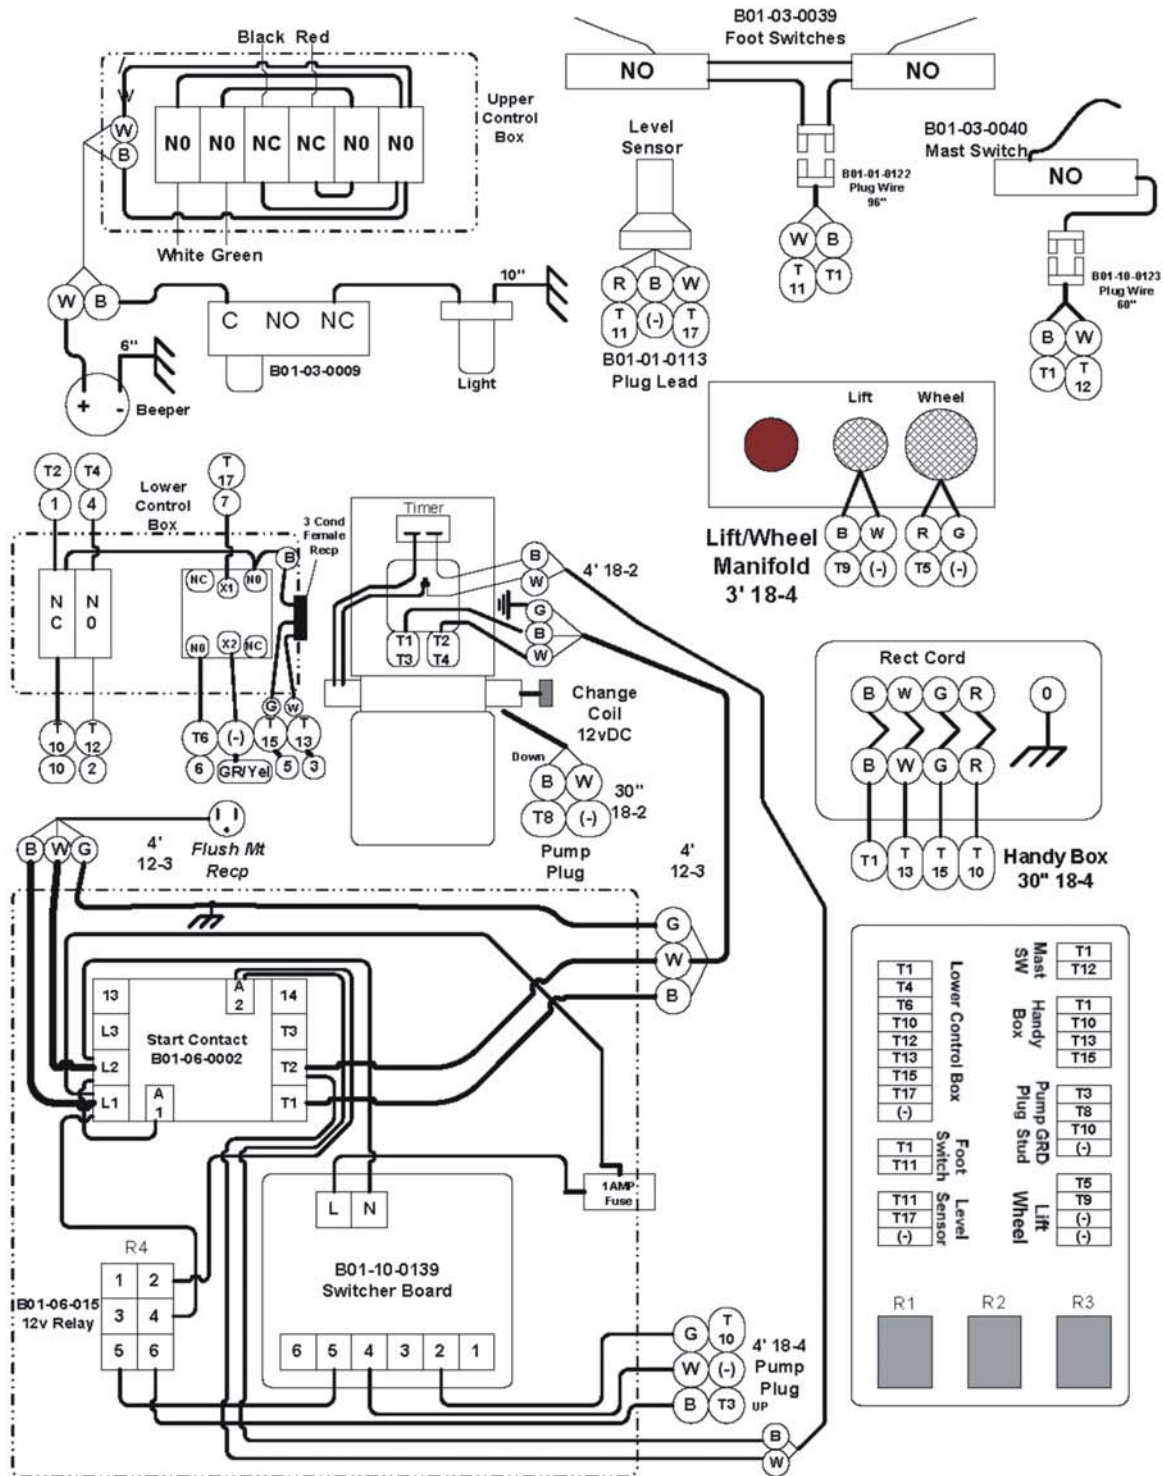 B01-03-0039
Foot Switches
NO
NO
Black Red
Upper
Control
Box
W
W
B
N0
N0
NC
NC
N0
N0
White Green
Level
Sensor
R
B
W
T
11
(-)
T
17
B01-01-0113
Plug Lead
B01-01-0122
Plug Wire
96"
W
B
T
11
T1
B01-03-0040
Mast Switch
NO
B01-10-0123
Plug Wire
60"
B
W
T1
T
12
W
B
C NO NC
B01-03-0009
10"
Light
6"
+
-
Beeper
Lift
Wheel
Lift/Wheel
Manifold
3' 18-4
B
W
R
G
T9
(-)
T5
(-)
T2
T4
1
4
T
17
7
Lower
Control
Box
3 Cond
Female
Recp
B
N
C
N
0
NC
X1
N0
N0
X2
NC
G
W
T
10
T
12
T6
(-)
T
15
T
13
10
2
6
GR/Yel
5
3
Timer
T1
T3
T2
T4
B
W
4' 18-2
G
B
W
Change
Coil
12vDC
Down
B
W
30"
18-2
T8
(-)
Pump
Plug
Rect Cord
B
W
G
R
0
B
W
G
R
T1
T
13
T
15
T
10
Handy Box
30" 18-4
B
W
G
4'
12-3
Flush Mt
Recp
4'
12-3
G
W
B
13
A
2
14
L3
T3
Start Contact
B01-06-0002
L2
T2
L1
A
1
T1
1AMP
Fuse
L
N
B01-10-0139
Switcher Board
6
5
4
3
2
1
R4
B01-06-015
12v Relay
1
2
3
4
5
6
G
T
10
W
(-)
B
T3
4' 18-4
Pump
Plug
UP
B
W
Lower Control Box
T1
T4
T6
T10
T12
T13
T15
T17
(-)
Foot
Switch
T1
T11
Level
Sensor
T11
T17
(-)
Mast
SW
T1
T12
Handy
Box
T1
T10
T13
T15
Pump GRD
Plug Stud
T3
T8
T10
(-)
Lift
Wheel
T5
T9
(-)
(-)
R1
R2
R3